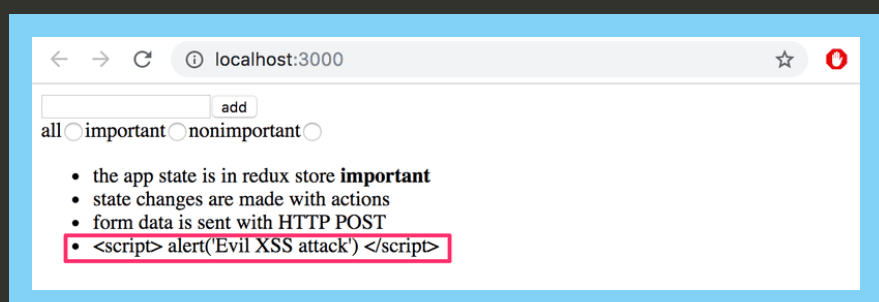 localhost:3000
add
all important nonimportant
the app state is in redux store important
state changes are made with actions
form data is sent with HTTP POST
<script> alert('Evil XSS attack') </script>